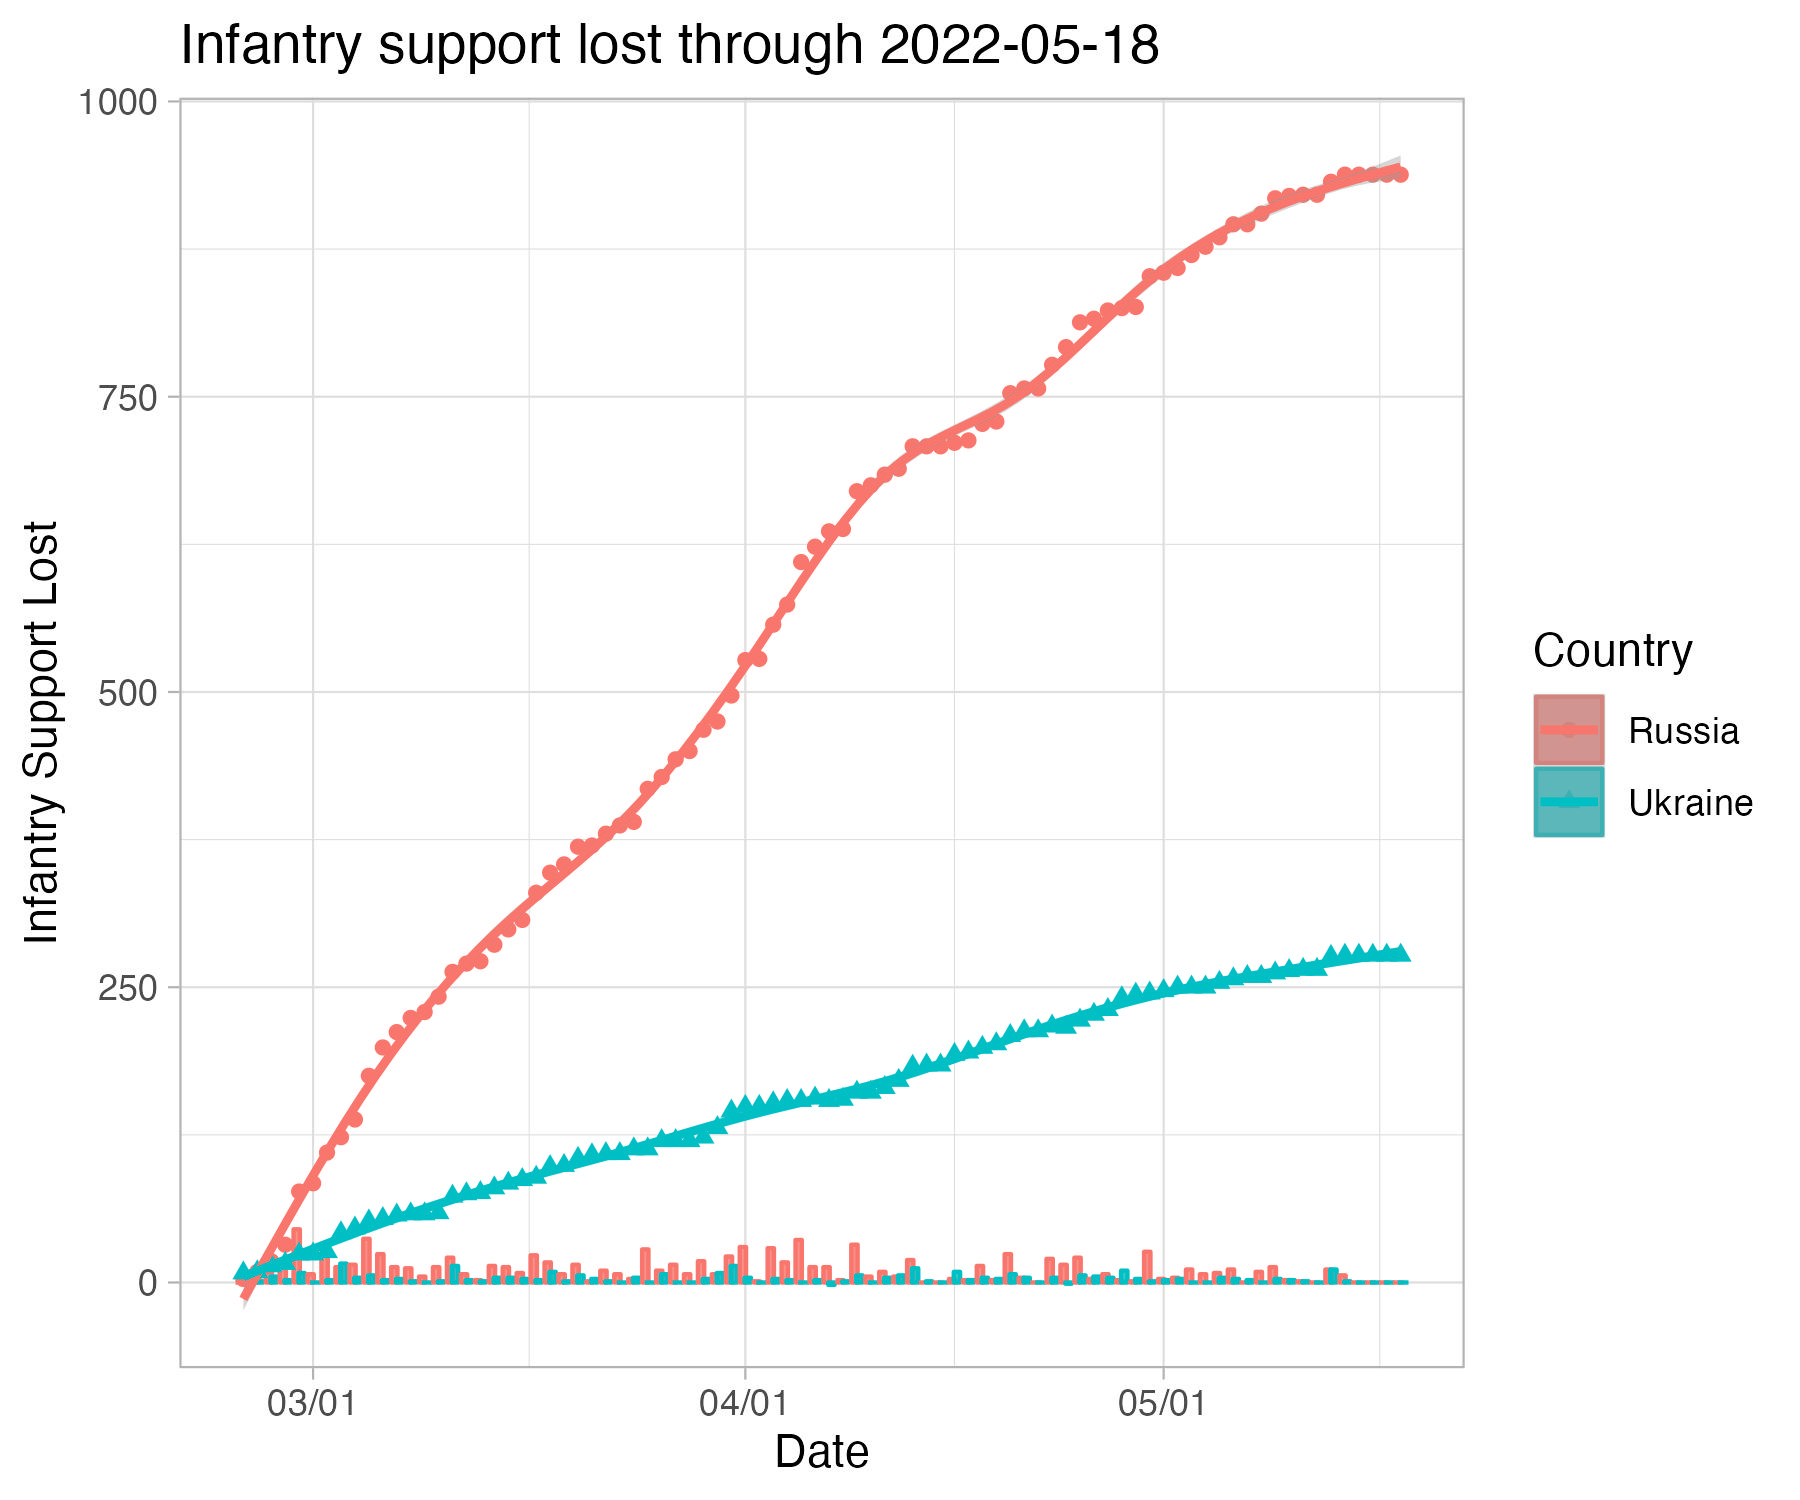 Infantry support lost through 2022-05-18
1000
750
500
250
0
Infantry Support Lost
03/01
04/01
05/01
Date
Country
Russia
Ukraine